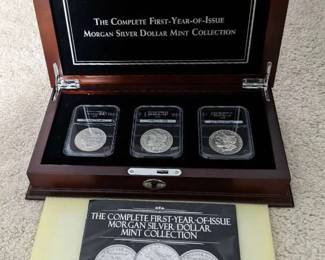 THE COMPLETE FIRST-YEAR-OF-ISSUE
MORGAN SILVER DOLLAR MINT COLLECTION
THE COMPLETE FIRST-YEAR-OF-ISSUE
MORGAN SILVER DOLLAR
MINT COLLECTION